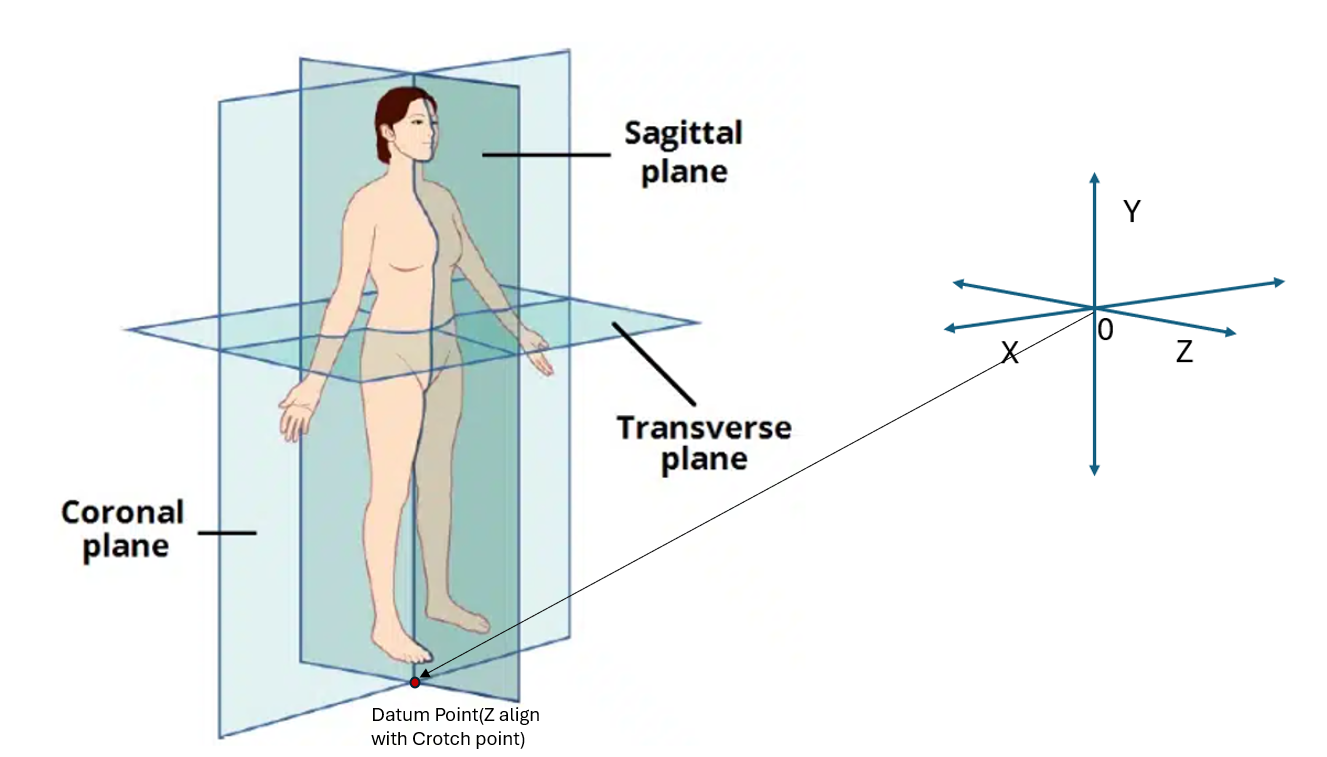 Sagittal
plane
Y
0
X
Z
Transverse
plane
Coronal
plane
Datum Point(Z align
with Crotch point)